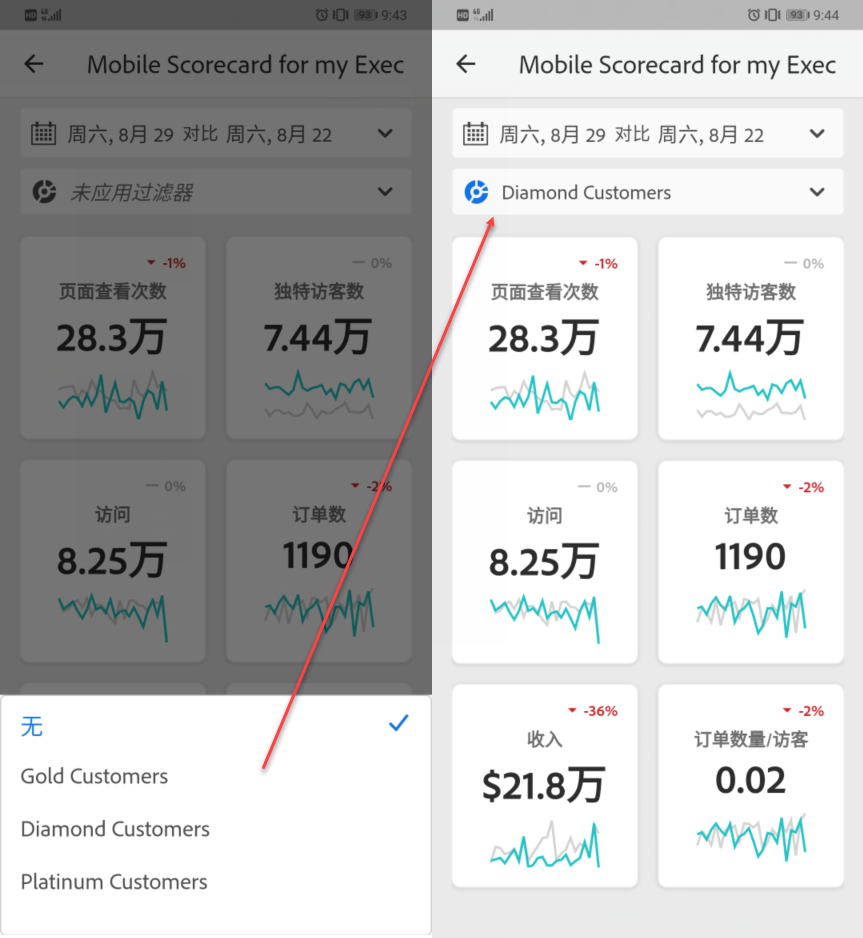 HD 4G 93 9:43
Mobile Scorecard for my Exec
周六, 8月 29 对比 周六, 8月 22
未应用过滤器
-1%
页面查看次数
28.3万
0%
独特访客数
7.44万
0%
访问
8.25万
-2%
订单数
1190
无
Gold Customers
Diamond Customers
Platinum Customers
HD 4G 93 9:44
Mobile Scorecard for my Exec
周六, 8月 29 对比 周六, 8月 22
Diamond Customers
-1%
页面查看次数
28.3万
0%
独特访客数
7.44万
0%
访问
8.25万
-2%
订单数
1190
-36%
收入
$21.8万
-2%
订单数量/访客
0.02